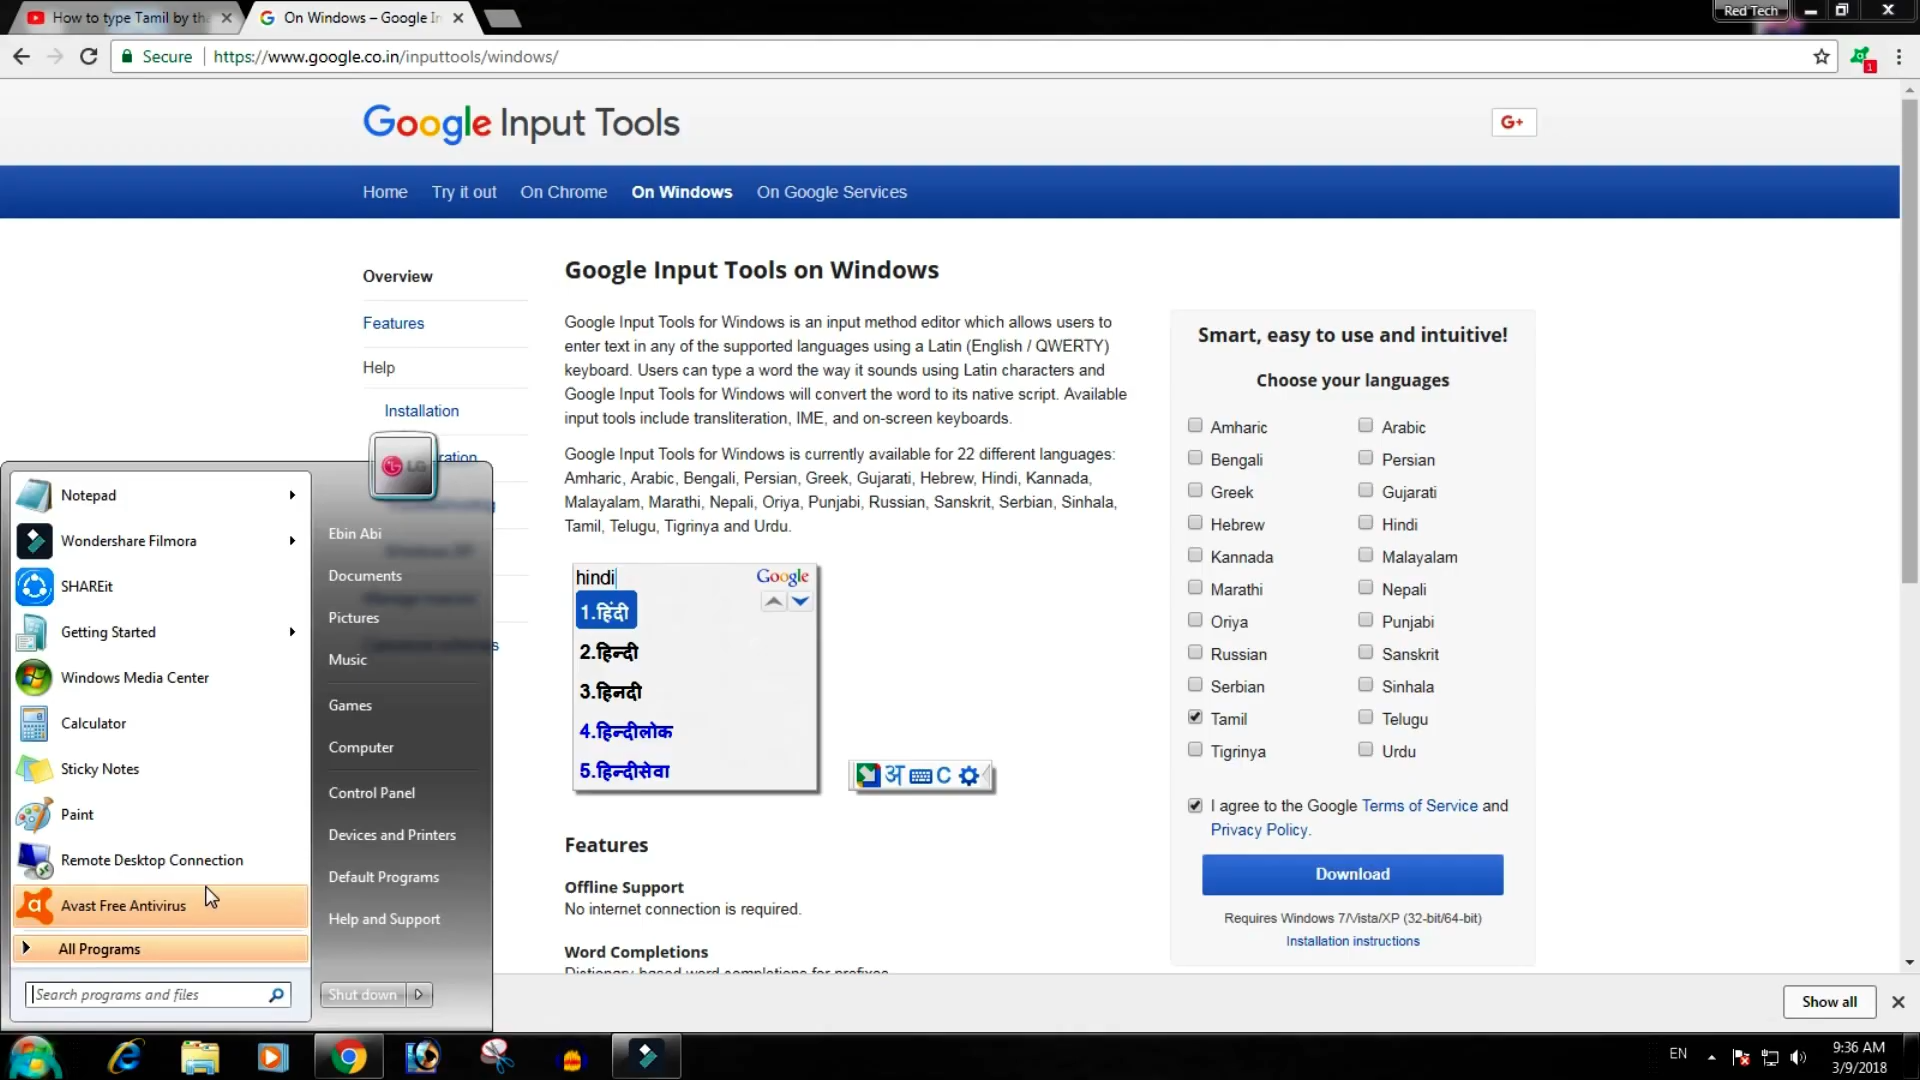 How to type Tamil by
On Windows – Google
Red Tech
Secure
https://www.google.co.in/inputtools/windows/
1
Google Input Tools
G+
Home
Try it out
On Chrome
On Windows
On Google Services
Overview
Features
Help
Installation
Google Input Tools on Windows
Google Input Tools for Windows is an input method editor which allows users to
enter text in any of the supported languages using a Latin (English / QWERTY)
keyboard. Users can type a word the way it sounds using Latin characters and
Google Input Tools for Windows will convert the word to its native script. Available
input tools include transliteration, IME, and on-screen keyboards.
Google Input Tools for Windows is currently available for 22 different languages:
Amharic, Arabic, Bengali, Persian, Greek, Gujarati, Hebrew, Hindi, Kannada,
Malayalam, Marathi, Nepali, Oriya, Punjabi, Russian, Sanskrit, Serbian, Sinhala,
Tamil, Telugu, Tigrinya and Urdu.
hindi
Google
1.हिंदी
2.हिन्दी
3.हिनदी
4.हिन्दीलोक
5.हिन्दीसेवा
अ
C
Features
Offline Support
No internet connection is required.
Word Completions
Dictionary-based word completions for prefixes
Smart, easy to use and intuitive!
Choose your languages
Amharic
Arabic
Bengali
Persian
Greek
Gujarati
Hebrew
Hindi
Kannada
Malayalam
Marathi
Nepali
Oriya
Punjabi
Russian
Sanskrit
Serbian
Sinhala
Tamil
Telugu
Tigrinya
Urdu
I agree to the Google Terms of Service and
Privacy Policy.
Download
Requires Windows 7/Vista/XP (32-bit/64-bit)
Installation instructions
LG
Notepad
Wondershare Filmora
SHAREit
Getting Started
Windows Media Center
Calculator
Sticky Notes
Paint
Remote Desktop Connection
Avast Free Antivirus
All Programs
Search programs and files
Ebin Abi
Documents
Pictures
Music
Games
Computer
Control Panel
Devices and Printers
Default Programs
Help and Support
Shut down
Show all
EN
9:36 AM
3/9/2018